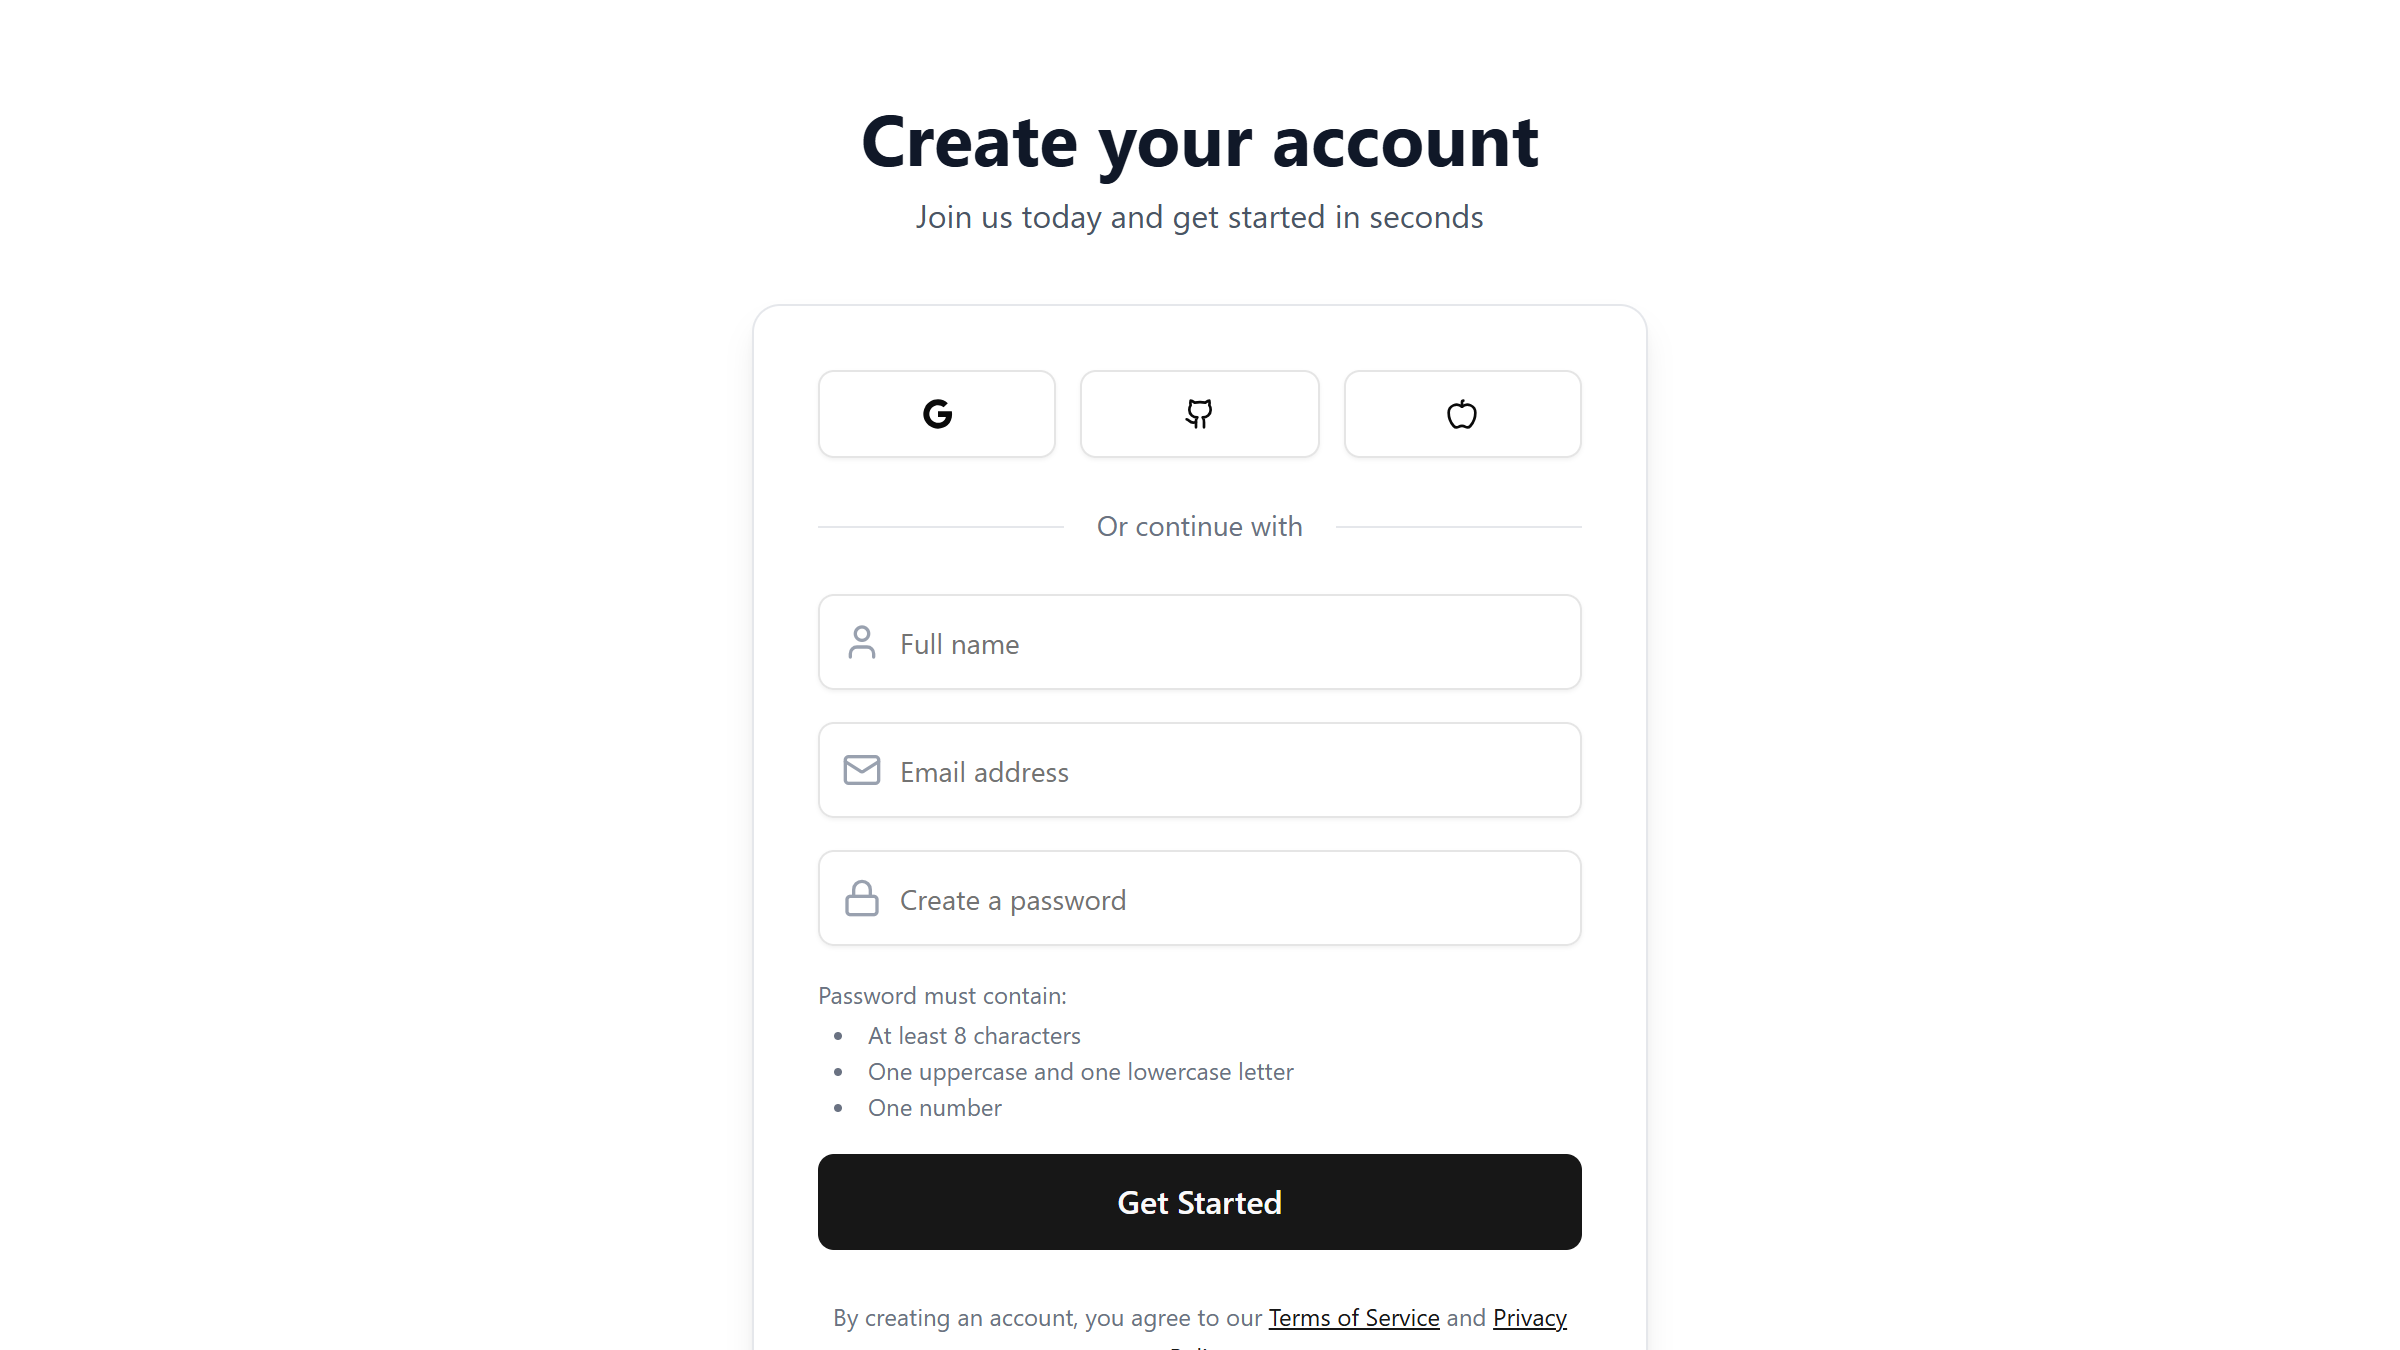 Create your account
Join us today and get started in seconds
Or continue with
Full name
Email address
Create a password
Password must contain:
• At least 8 characters
• One uppercase and one lowercase letter
• One number
Get Started
By creating an account, you agree to our Terms of Service and Privacy